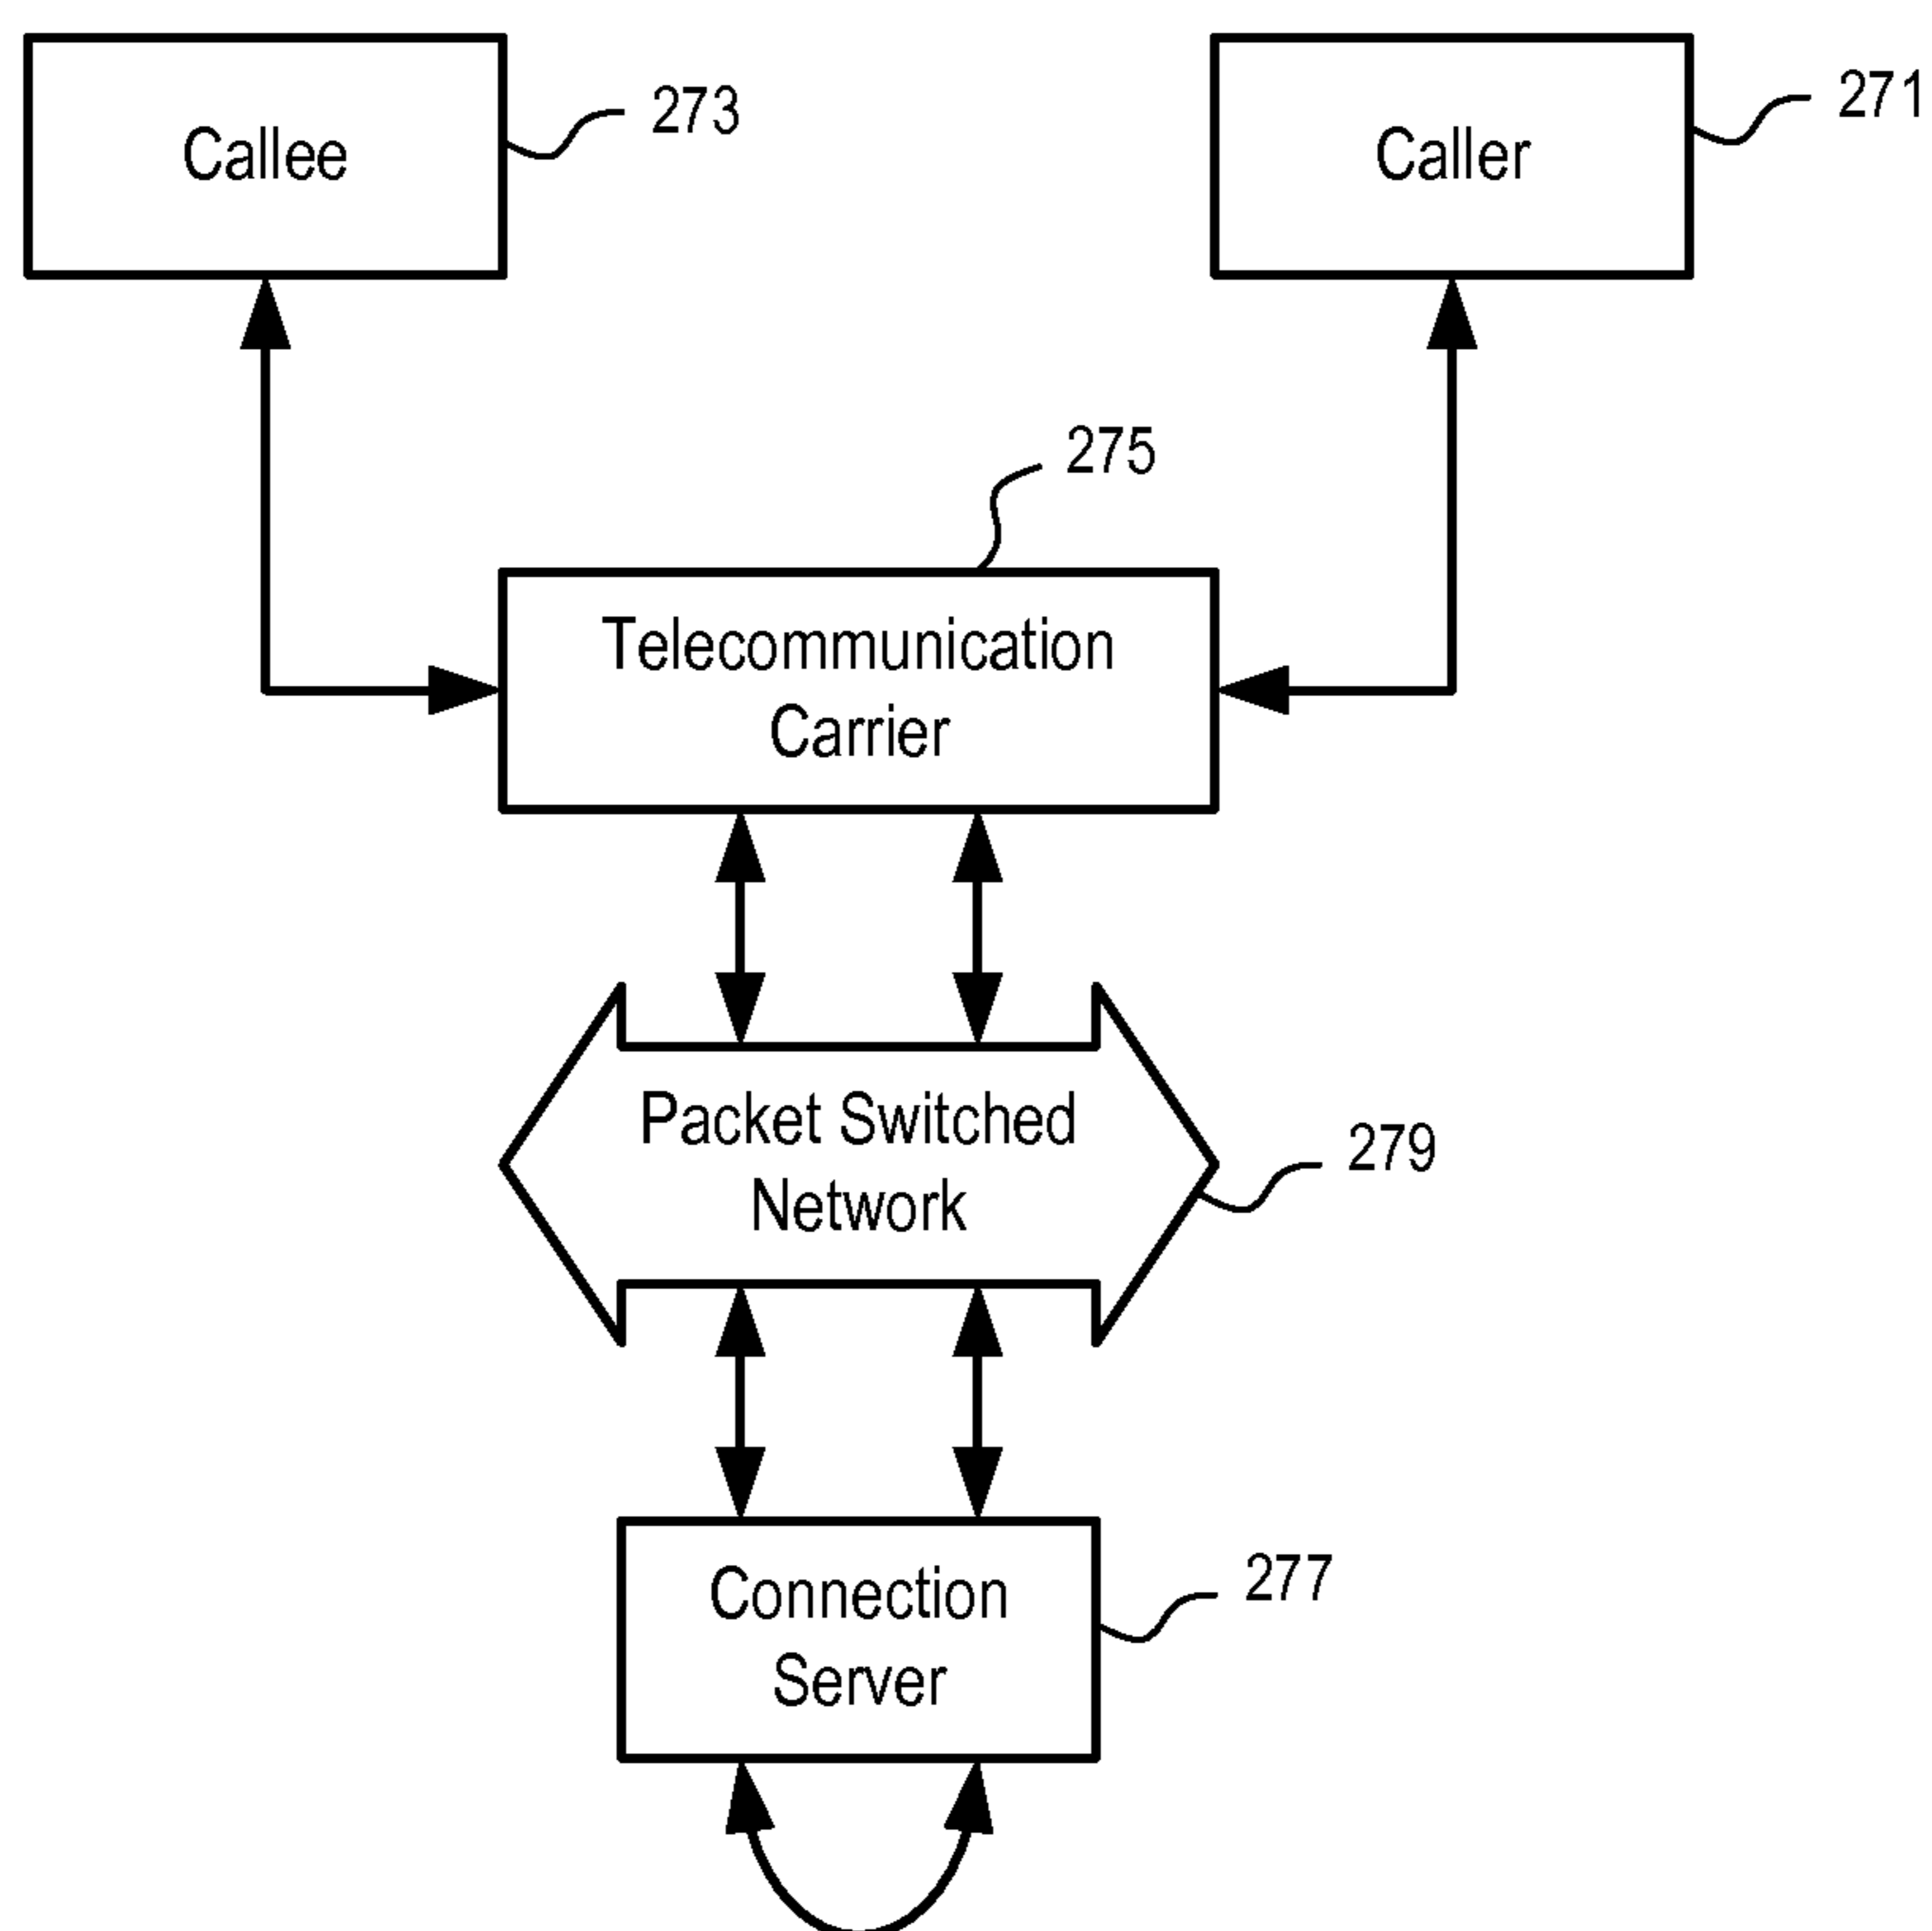 Callee
273
Caller
271
275
Telecommunication
Carrier
Packet Switched
Network
279
Connection
Server
277